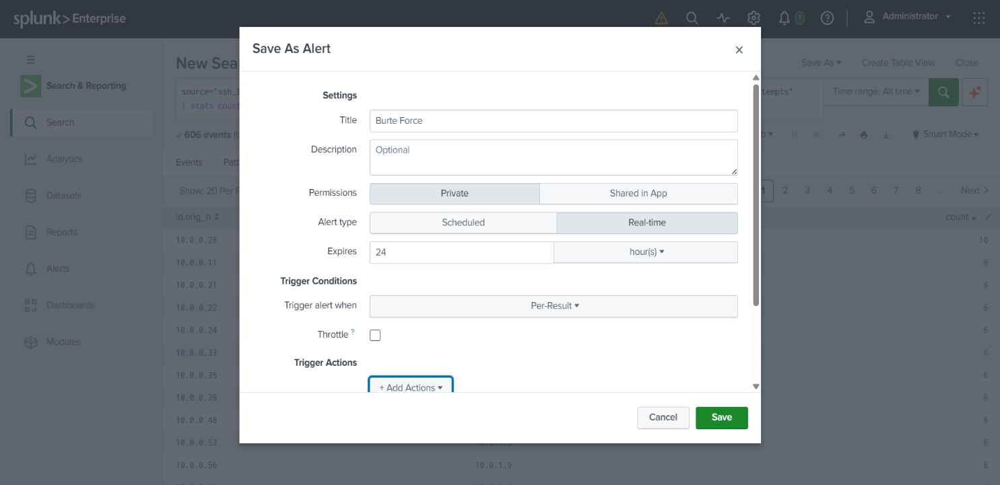 splunk>Enterprise
1
Administrator
Save As Alert
New Sea
Save As
Create Table View
Close
Search & Reporting
source="ssh_
tempts"
Time range: All time
| stats count
Settings
Title
Burte Force
Search
606 events (b
Smart Mode
Description
Optional
Analytics
Events
Patt
Permissions
Private
Shared in App
Datasets
Show: 20 Per P
1 2 3 4 5 6 7 8 ... Next >
Alert type
Scheduled
Real-time
id.orig_h
count
Reports
10.0.0.28
10
Expires
24
hour(s)
10.0.0.11
6
Alerts
Trigger Conditions
10.0.0.21
6
Dashboards
Trigger alert when
Per-Result
10.0.0.22
6
Throttle ?
10.0.0.24
6
Modules
10.0.0.33
6
Trigger Actions
10.0.0.35
6
+ Add Actions
10.0.0.39
6
Cancel
Save
10.0.0.48
6
10.0.0.53
6
10.0.0.56
10.0.1.9
6